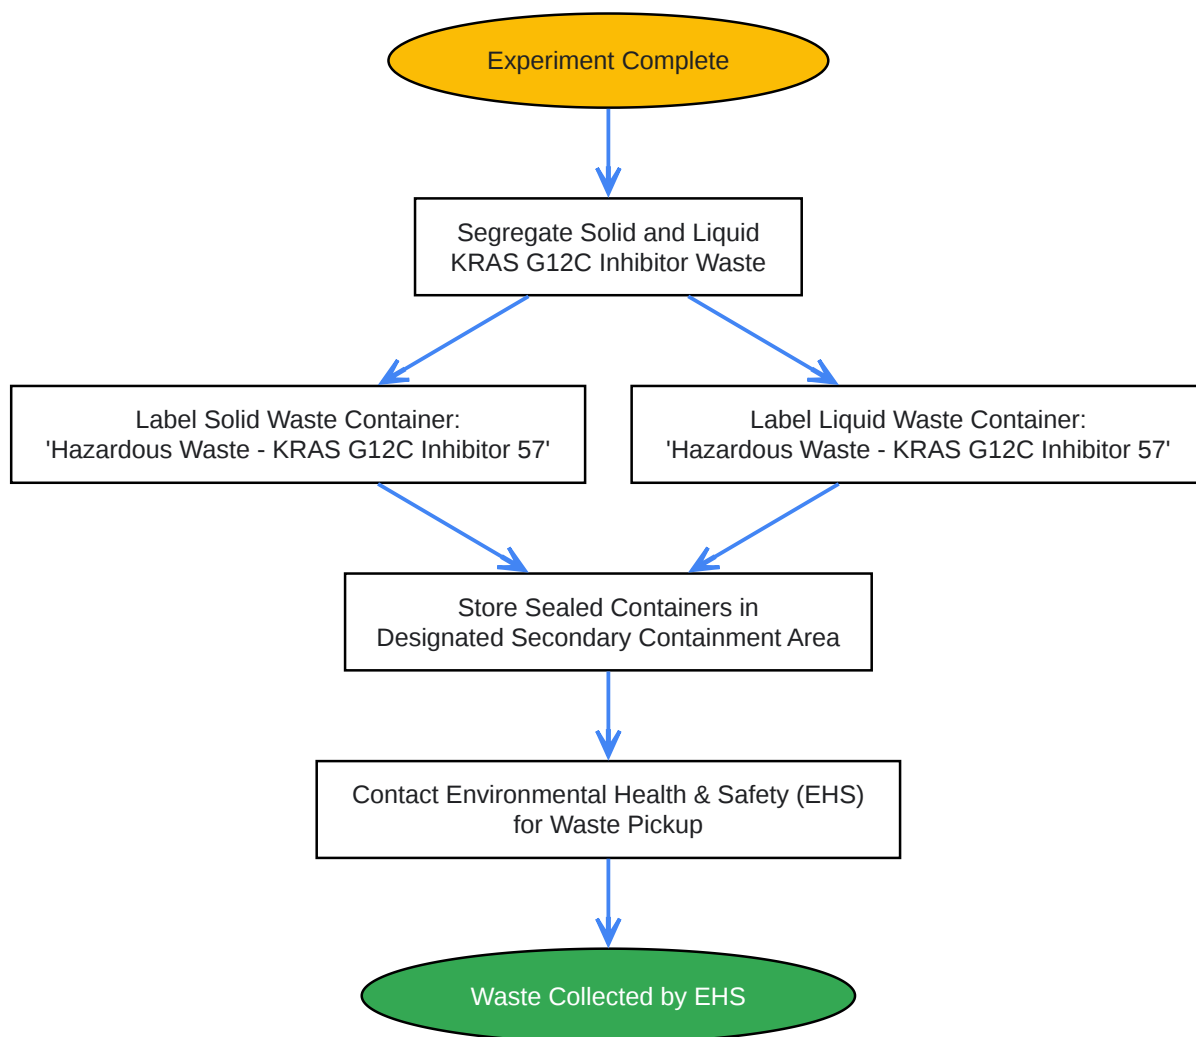 Experiment Complete
Segregate Solid and Liquid
KRAS G12C Inhibitor Waste
Label Solid Waste Container:
'Hazardous Waste - KRAS G12C Inhibitor 57'
Label Liquid Waste Container:
'Hazardous Waste - KRAS G12C Inhibitor 57'
Store Sealed Containers in
Designated Secondary Containment Area
Contact Environmental Health & Safety (EHS)
for Waste Pickup
Waste Collected by EHS